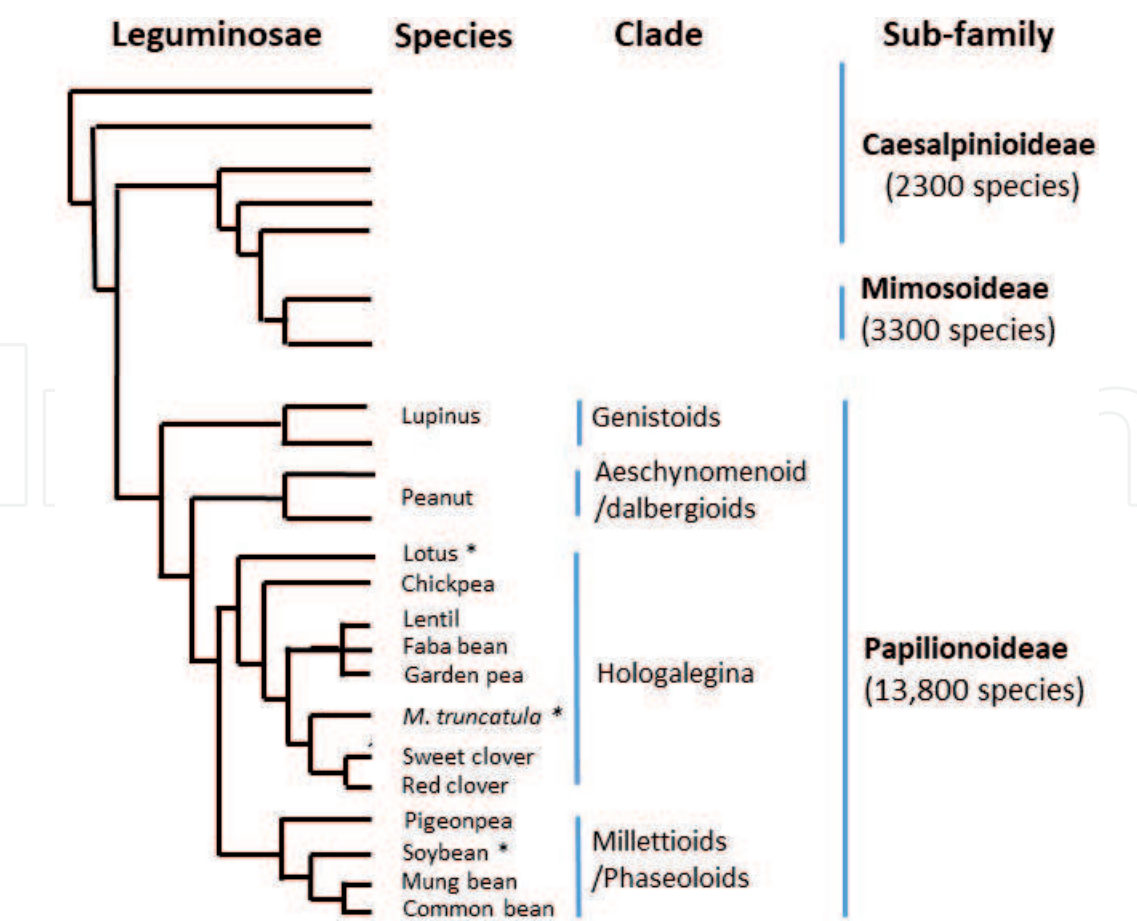 Leguminosae Species Clade Sub-family
Caesalpinioideae
(2300 species)
Mimosoideae
(3300 species)
Lupinus
Genistoids
Aeschynomenoid
/dalbergioids
Peanut
Lotus *
Chickpea
Lentil
Faba bean
Garden pea
Hologalegina
M. truncatula *
Sweet clover
Red clover
Papilionoideae
(13,800 species)
Pigeonpea
Soybean *
Mung bean
Common bean
Millettioids
/Phaseoloids